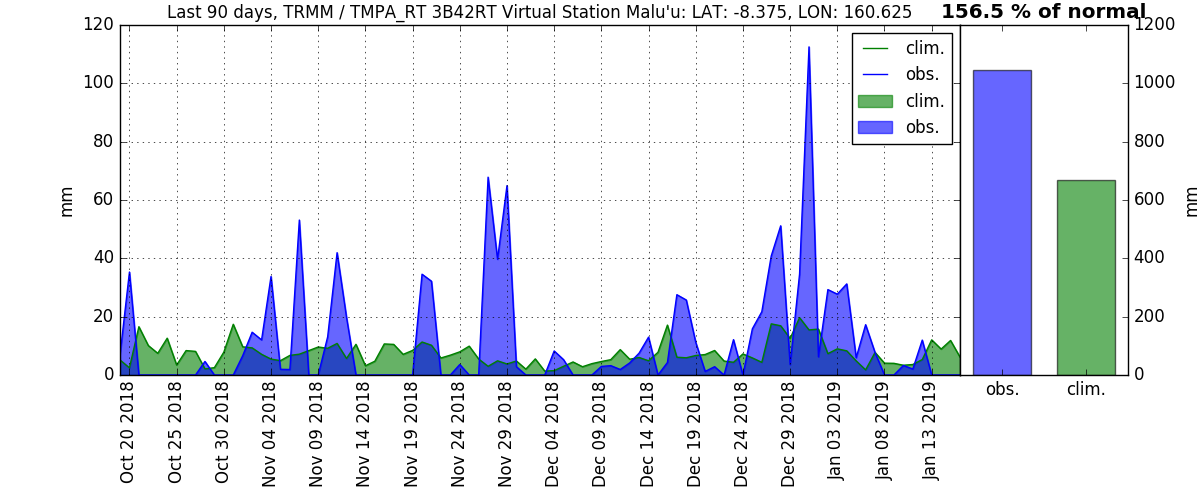 Last 90 days, TRMM / TMPA_RT 3B42RT Virtual Station Malu'u: LAT: -8.375, LON: 160.625
156.5 % of normal
120
100
80
60
40
20
0
mm
clim.
obs.
clim.
obs.
Oct 20 2018
Oct 25 2018
Oct 30 2018
Nov 04 2018
Nov 09 2018
Nov 14 2018
Nov 19 2018
Nov 24 2018
Nov 29 2018
Dec 04 2018
Dec 09 2018
Dec 14 2018
Dec 19 2018
Dec 24 2018
Dec 29 2018
Jan 03 2019
Jan 08 2019
Jan 13 2019
1200
1000
800
600
400
200
0
mm
obs.
clim.